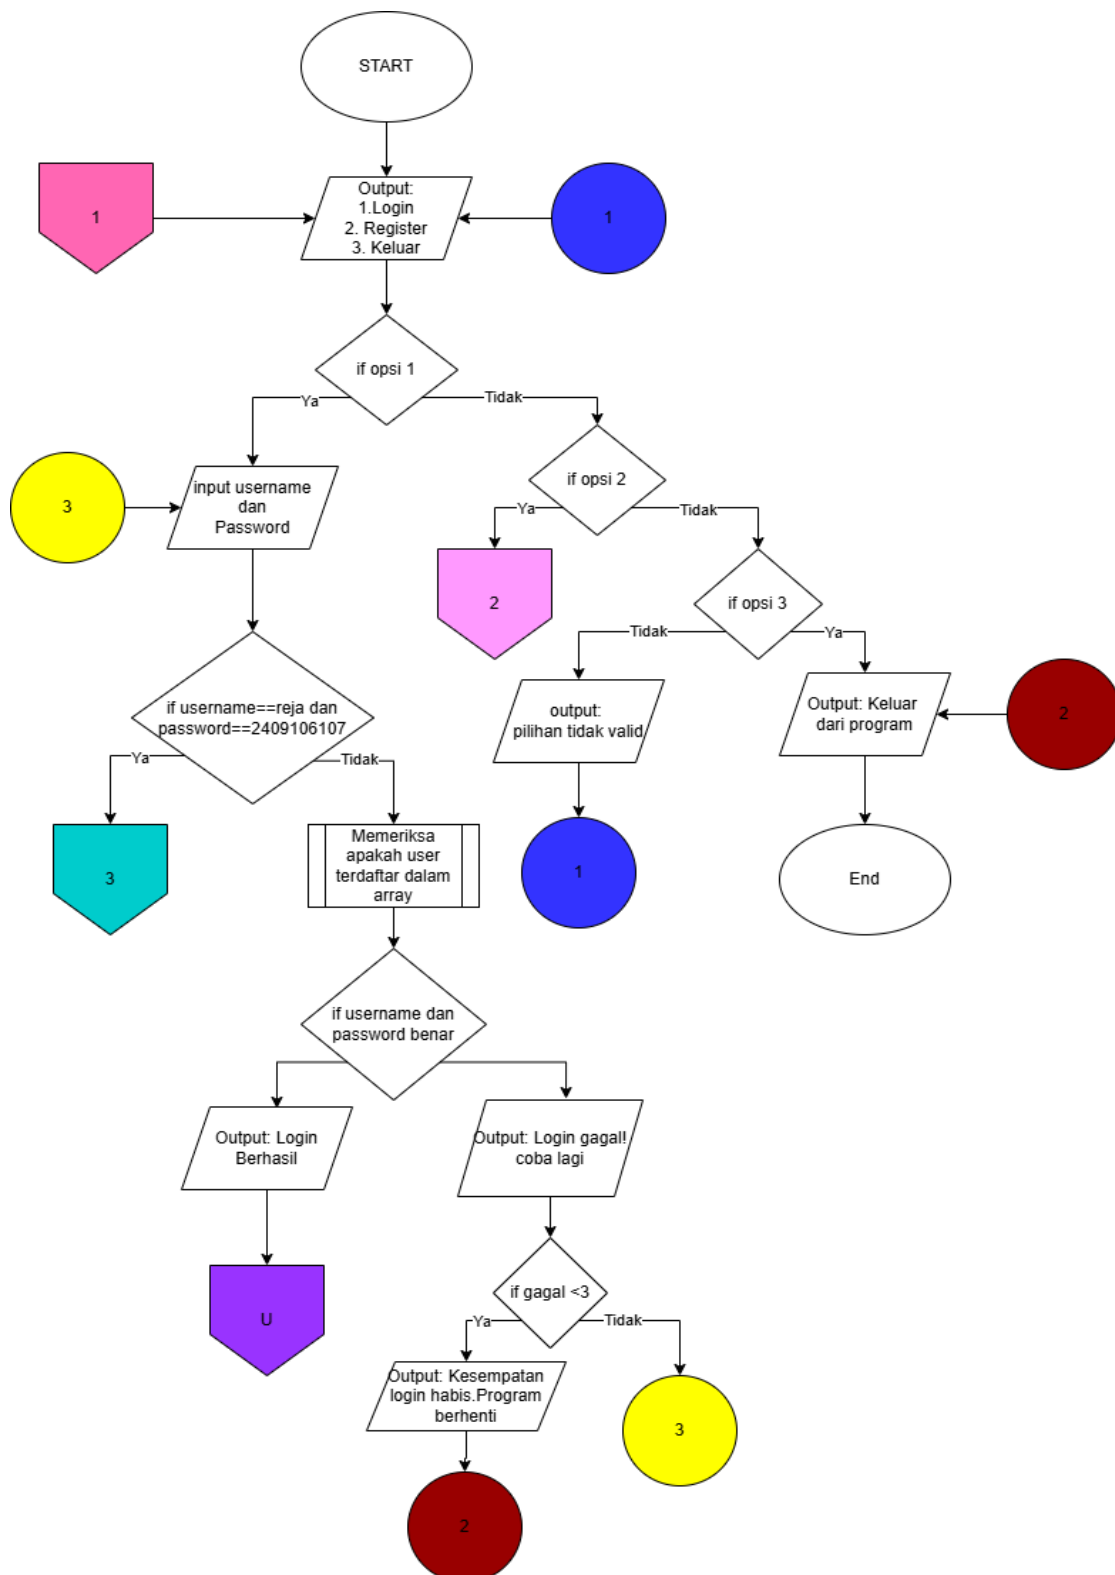 START
1
Output:
1.Login
2. Register
3. Keluar
1
if opsi 1
Ya
Tidak
3
input username
dan
Password
if opsi 2
Ya
Tidak
2
if opsi 3
Tidak
Ya
if username==reja dan
password==2409106107
Ya
Tidak
output:
pilihan tidak valid
Output: Keluar
dari program
2
3
Memeriksa
apakah user
terdaftar dalam
array
1
End
if username dan
password benar
Output: Login
Berhasil
Output: Login gagal!
coba lagi
U
if gagal <3
Ya
Tidak
Output: Kesempatan
login habis.Program
berhenti
3
2